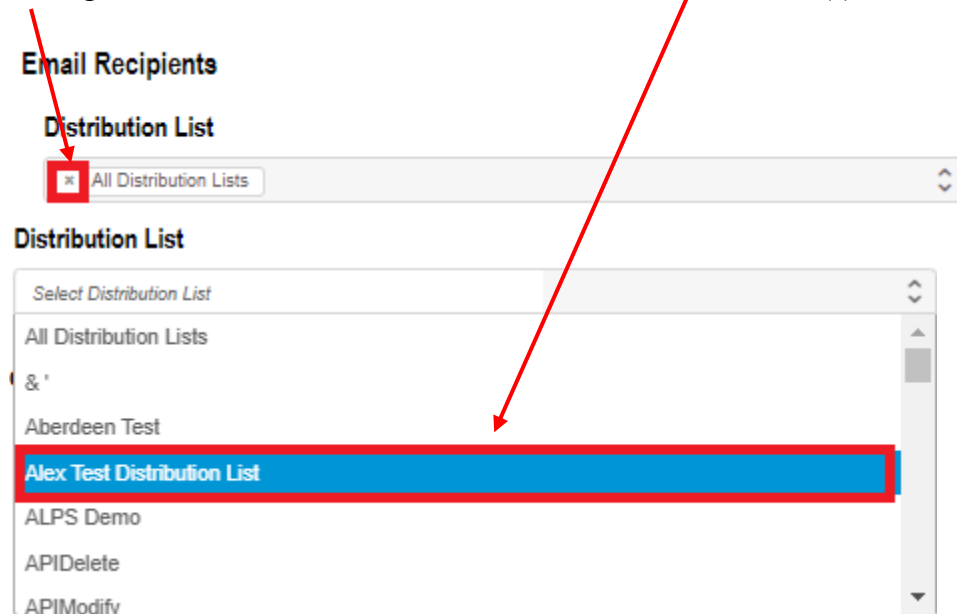 Email Recipients
Distribution List
× All Distribution Lists
Distribution List
Select Distribution List
All Distribution Lists
& '
Aberdeen Test
Alex Test Distribution List
ALPS Demo
APIDelete
APIModify